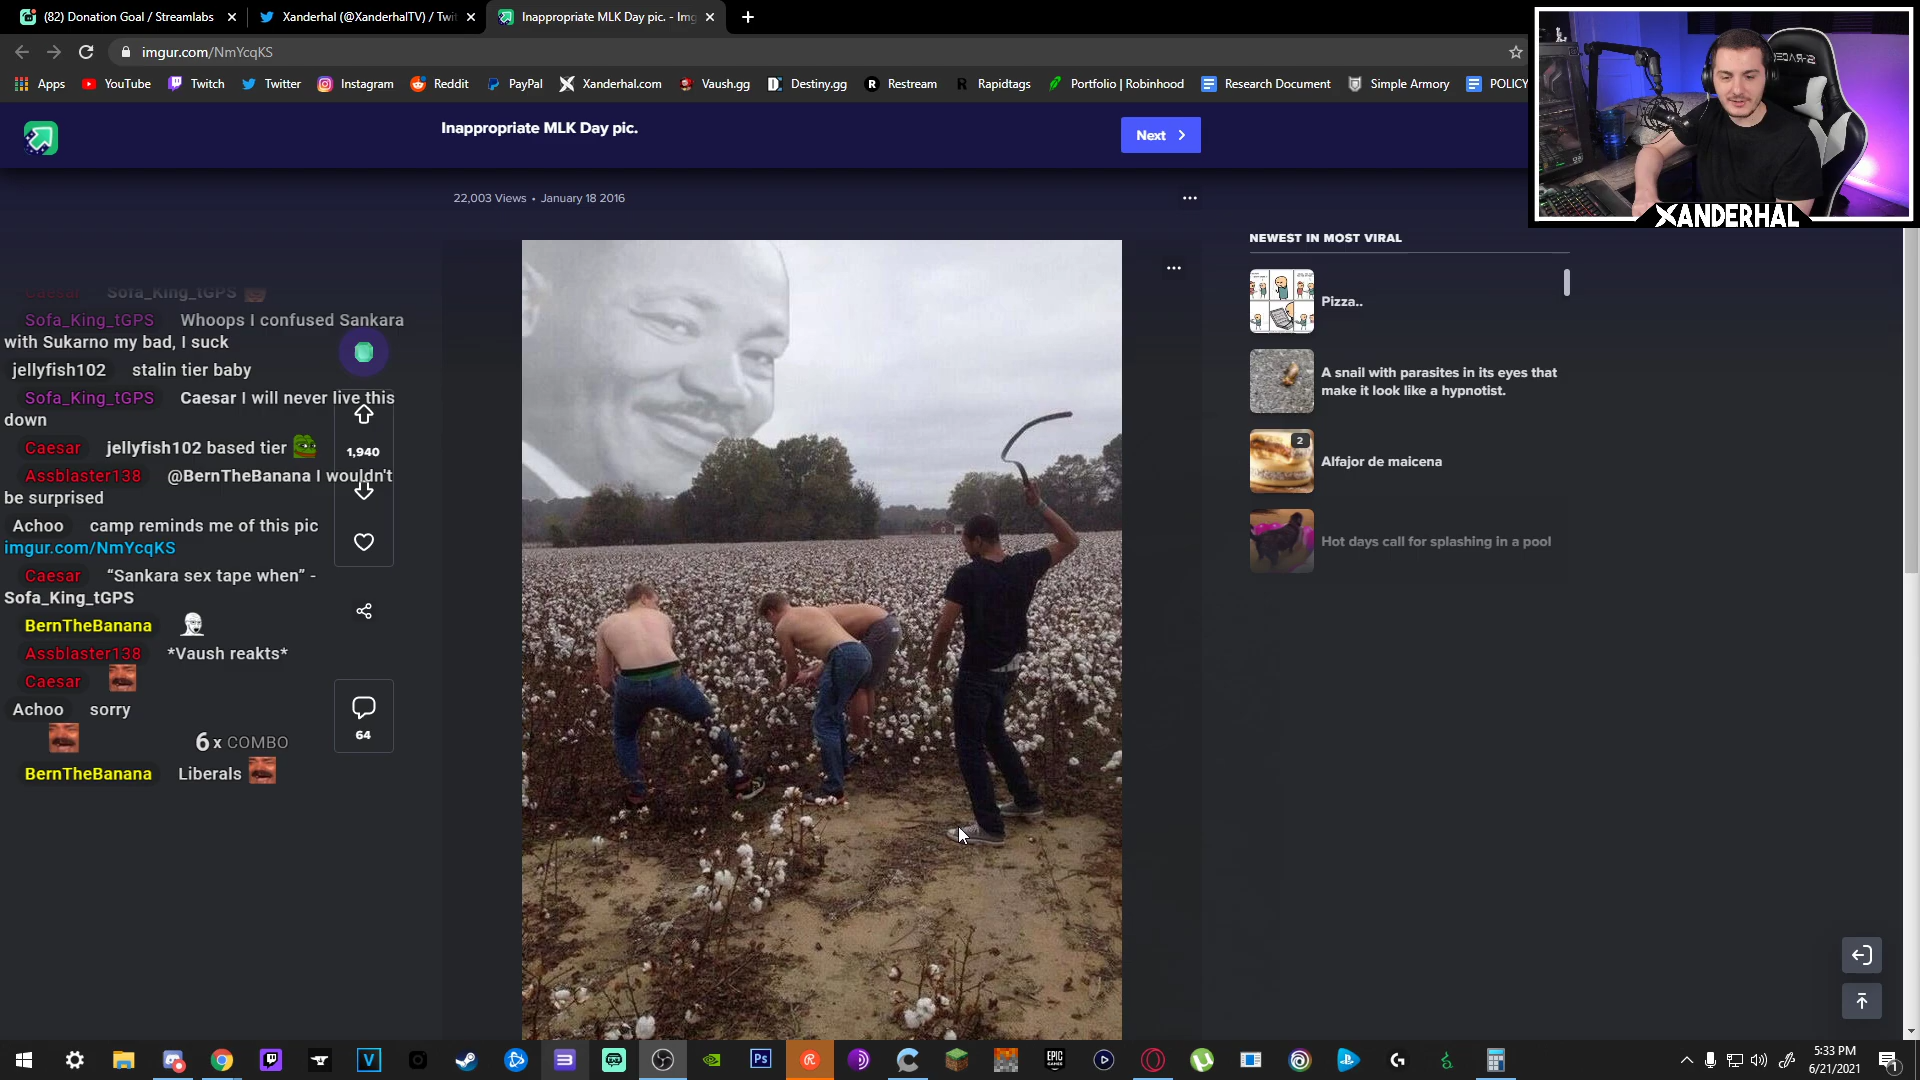 (82) Donation Goal / Streamlabs
Xanderhal (@XanderhalTV) / Twit
Inappropriate MLK Day pic. - Img
imgur.com/NmYcqKS
Apps
YouTube
Twitch
Twitter
Instagram
Reddit
PayPal
Xanderhal.com
Vaush.gg
Destiny.gg
Restream
Rapidtags
Portfolio | Robinhood
Research Document
Simple Armory
POLICY
XANDERHAL
Inappropriate MLK Day pic.
Next
22,003 Views • January 18 2016
NEWEST IN MOST VIRAL
Pizza..
A snail with parasites in its eyes that
make it look like a hypnotist.
2
Alfajor de maicena
Hot days call for splashing in a pool
Caesar Sofa_King_tGPS
Sofa_King_tGPS Whoops I confused Sankara
with Sukarno my bad, I suck
jellyfish102 stalin tier baby
Sofa_King_tGPS Caesar I will never live this
down
Caesar jellyfish102 based tier
Assblaster138 @BernTheBanana I wouldn't
be surprised
Achoo camp reminds me of this pic
imgur.com/NmYcqKS
Caesar “Sankara sex tape when” -
Sofa_King_tGPS
BernTheBanana
Assblaster138 *Vaush reakts*
Caesar
Achoo sorry
6x COMBO
BernTheBanana Liberals
1,940
64
5:33 PM
6/21/2021
1